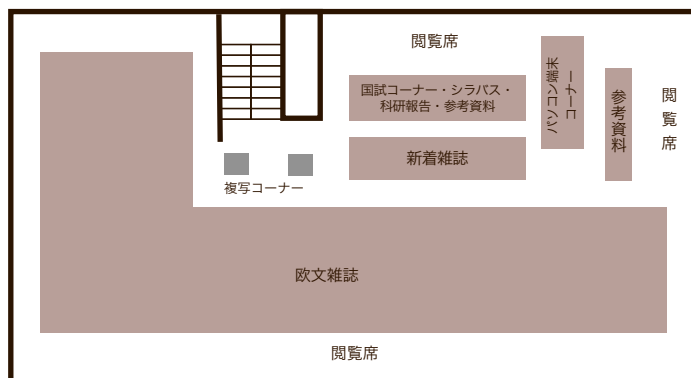 閲覧席
国試コーナー・シラバス・
科研報告・参考資料
パソコン端末
コーナー
参考資料
閲覧席
新着雑誌
複写コーナー
欧文雑誌
閲覧席